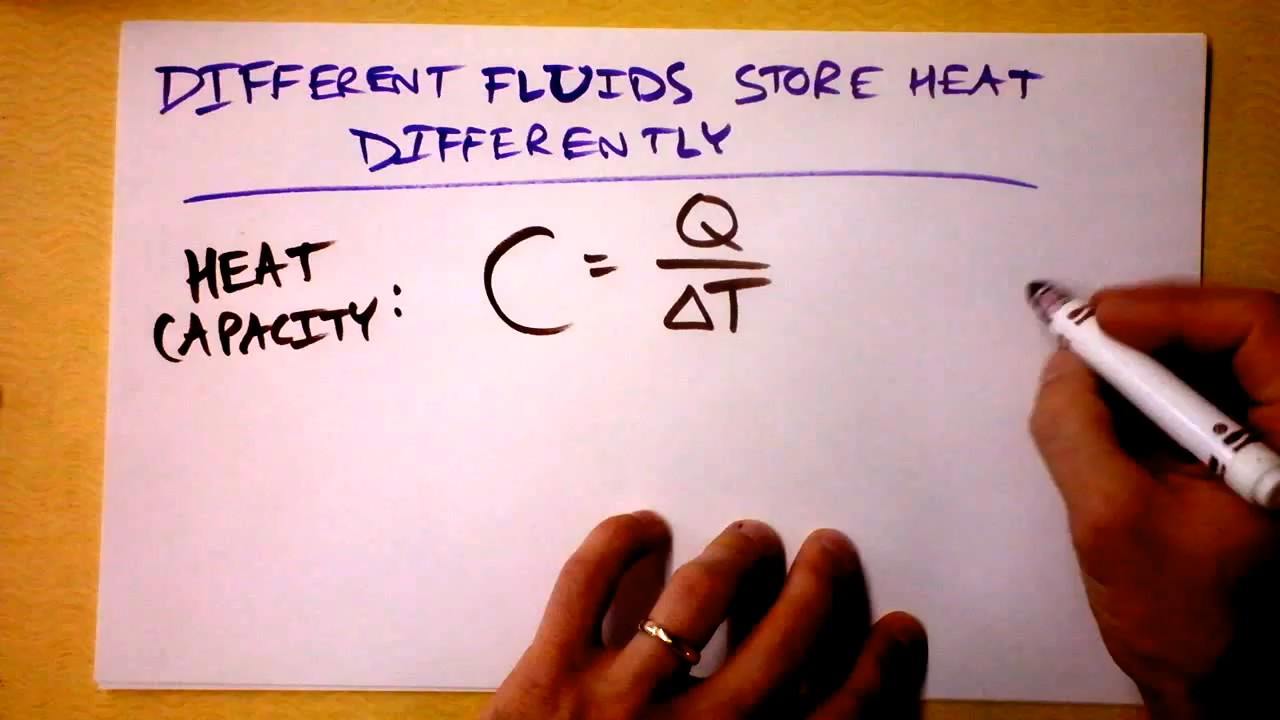 DIFFERENT FLUIDS STORE HEAT
DIFFERENTLY
HEAT
CAPACITY:
C = Q/ΔT